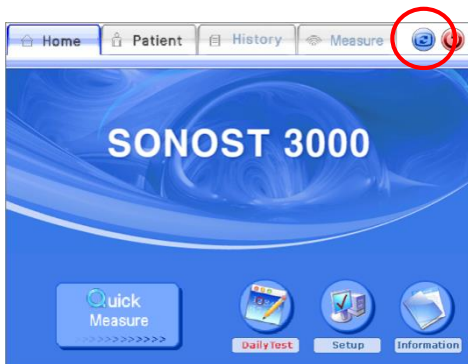 Home Patient History Measure
SONOST 3000
Quick
Measure
>>>>>>>>>>>>
DailyTest Setup Information